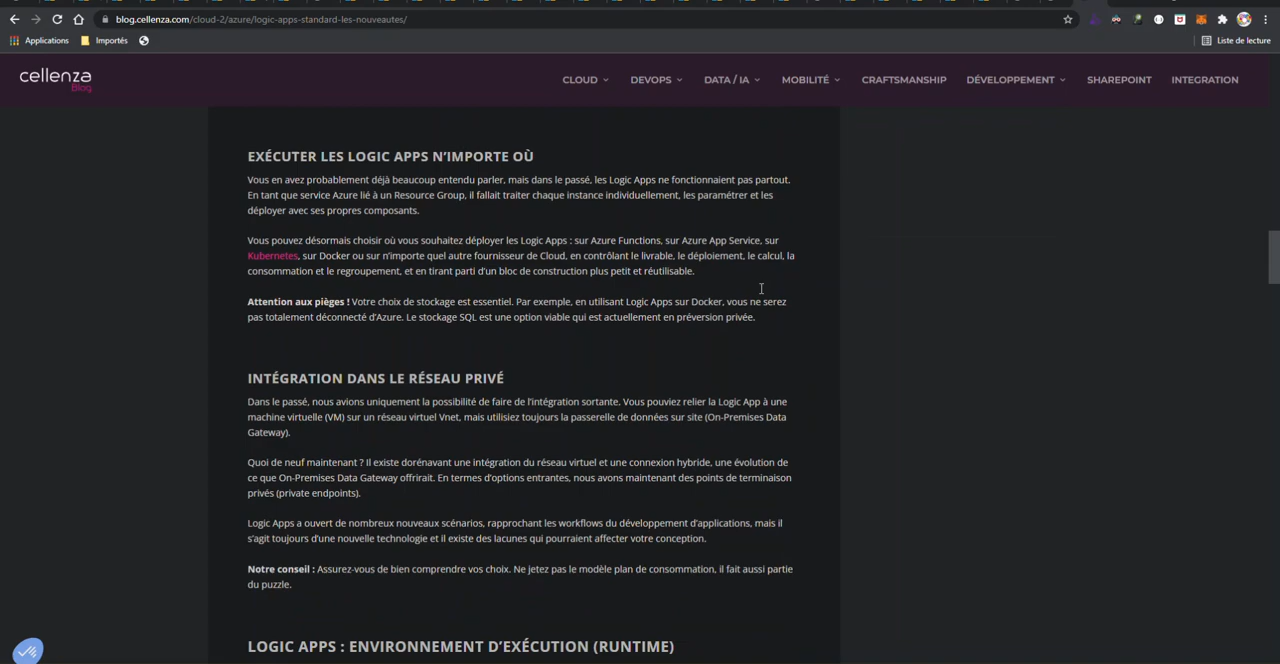 blog.cellenza.com/cloud-2/azure/logic-apps-standard-les-nouveautes/
Applications
Importés
Liste de lecture
cellenza
Blog
CLOUD
DEVOPS
DATA / IA
MOBILITÉ
CRAFTSMANSHIP
DÉVELOPPEMENT
SHAREPOINT
INTEGRATION
EXÉCUTER LES LOGIC APPS N’IMPORTE OÙ
Vous en avez probablement déjà beaucoup entendu parler, mais dans le passé, les Logic Apps ne fonctionnaient pas partout.
En tant que service Azure lié à un Resource Group, il fallait traiter chaque instance individuellement, les paramétrer et les
déployer avec ses propres composants.
Vous pouvez désormais choisir où vous souhaitez déployer les Logic Apps : sur Azure Functions, sur Azure App Service, sur
Kubernetes, sur Docker ou sur n’importe quel autre fournisseur de Cloud, en contrôlant le livrable, le déploiement, le calcul, la
consommation et le regroupement, et en tirant parti d’un bloc de construction plus petit et réutilisable.
Attention aux pièges ! Votre choix de stockage est essentiel. Par exemple, en utilisant Logic Apps sur Docker, vous ne serez
pas totalement déconnecté d’Azure. Le stockage SQL est une option viable qui est actuellement en préversion privée.
INTÉGRATION DANS LE RÉSEAU PRIVÉ
Dans le passé, nous avions uniquement la possibilité de faire de l’intégration sortante. Vous pouviez relier la Logic App à une
machine virtuelle (VM) sur un réseau virtuel Vnet, mais utilisiez toujours la passerelle de données sur site (On-Premises Data
Gateway).
Quoi de neuf maintenant ? Il existe dorénavant une intégration du réseau virtuel et une connexion hybride, une évolution de
ce que On-Premises Data Gateway offrirait. En termes d’options entrantes, nous avons maintenant des points de terminaison
privés (private endpoints).
Logic Apps a ouvert de nombreux nouveaux scénarios, rapprochant les workflows du développement d’applications, mais il
s’agit toujours d’une nouvelle technologie et il existe des lacunes qui pourraient affecter votre conception.
Notre conseil : Assurez-vous de bien comprendre vos choix. Ne jetez pas le modèle plan de consommation, il fait aussi partie
du puzzle.
LOGIC APPS : ENVIRONNEMENT D’EXÉCUTION (RUNTIME)